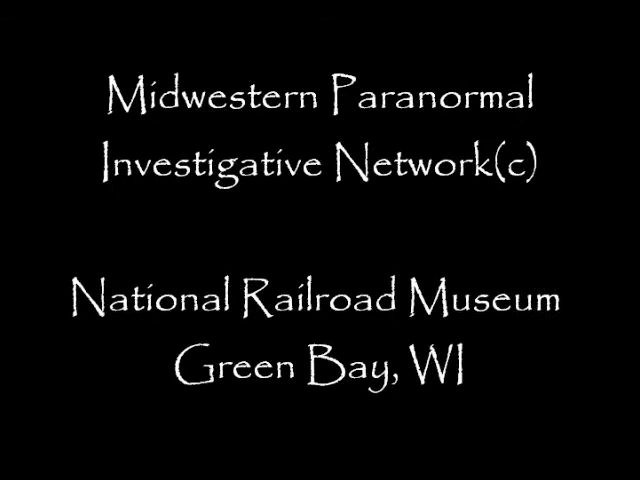 Midwestern Paranormal
Investigative Network(c)
National Railroad Museum
Green Bay, WI